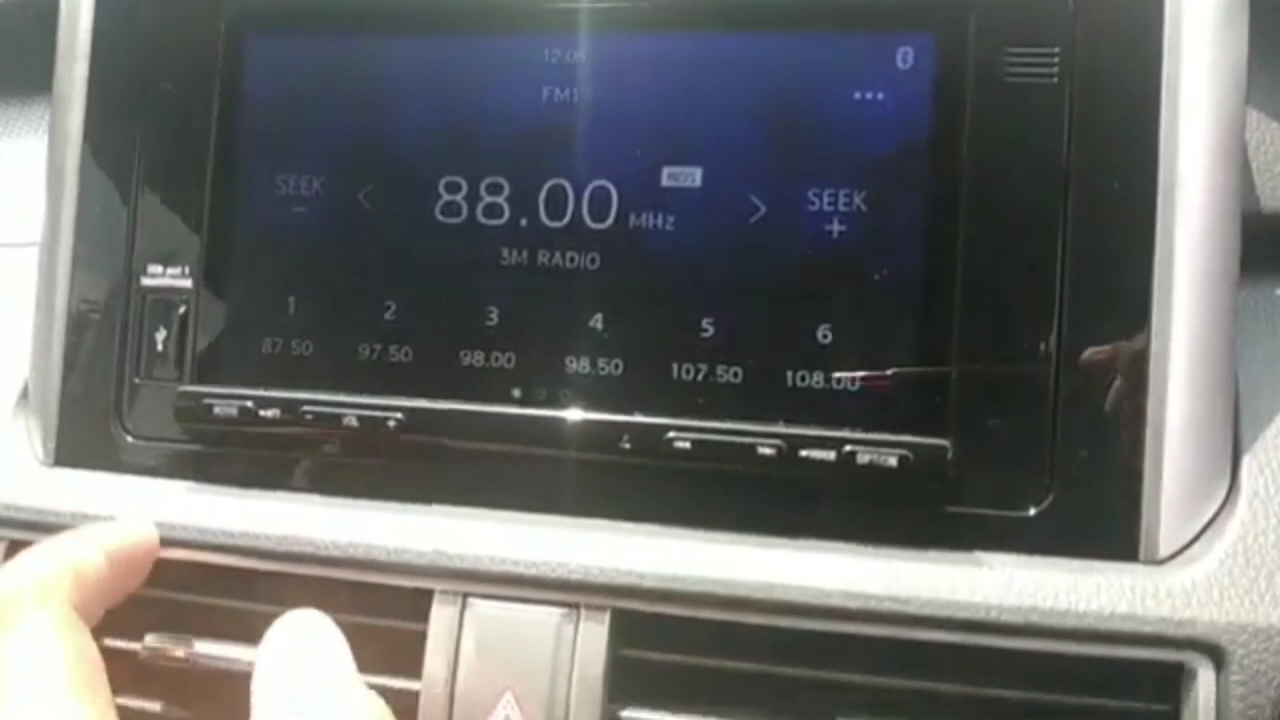 FM1
SEEK
−
<
88.00 MHz
>
SEEK
+
3M RADIO
1 2 3 4 5 6
87.50 97.50 98.00 98.50 107.50 108.00
VOL
- +
OPTION